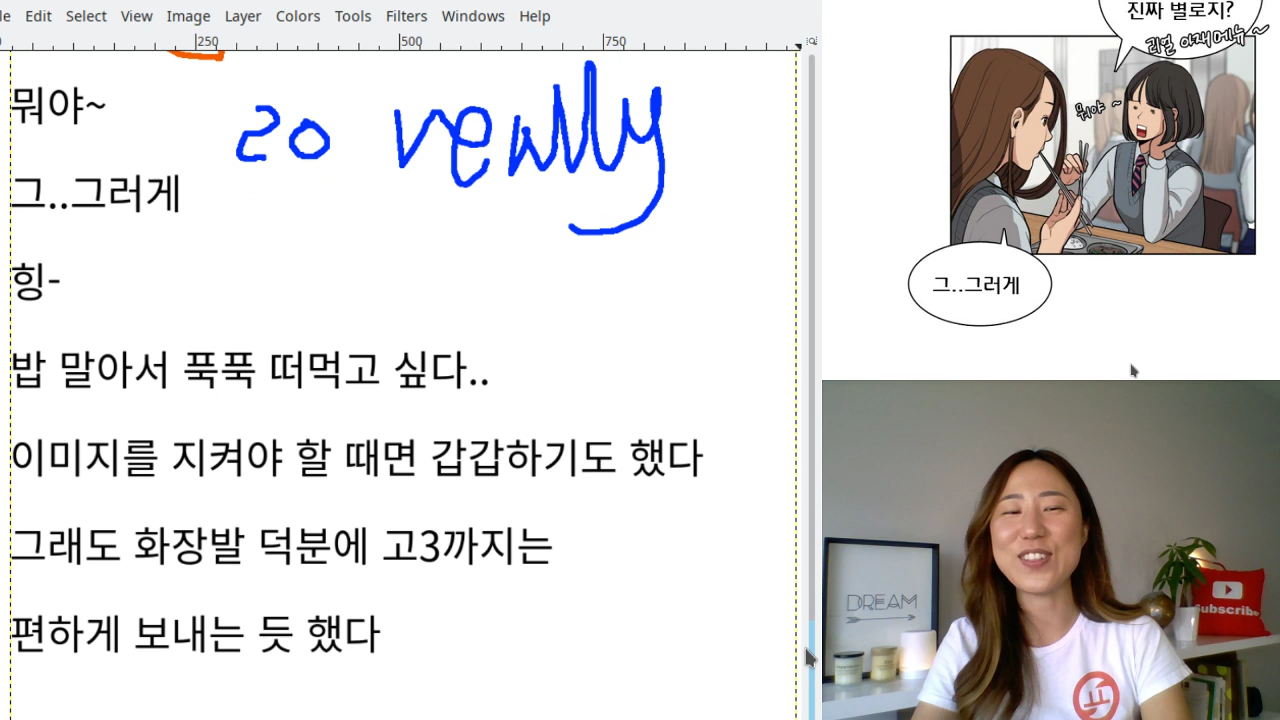 Edit Select View Image Layer Colors Tools Filters Windows Help
250 500 750
뭐야~
20 really
그..그러게
힝-
밥 말아서 푹푹 떠먹고 싶다..
이미지를 지켜야 할 때면 갑갑하기도 했다
그래도 화장발 덕분에 고3까지는
편하게 보내는 듯 했다
진짜 별로지?
리얼 아재메뉴~
뭐야~
그..그러게
DREAM
Subscribe